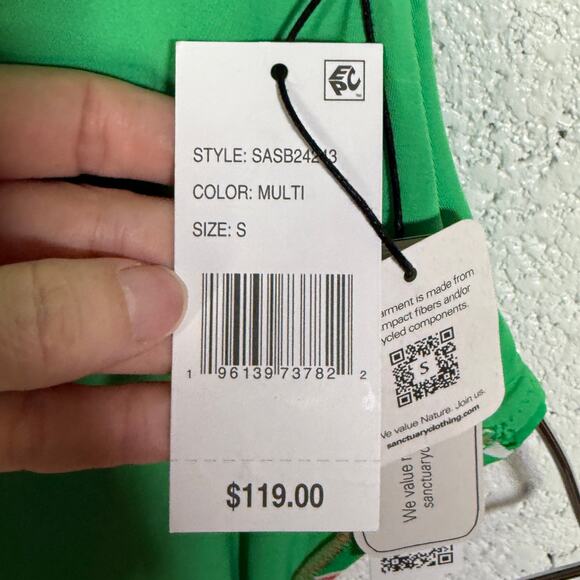 EPC
STYLE: SASB24243
COLOR: MULTI
SIZE: S
1 96139 73782 2
$119.00
arment is made from
mpact fibers and/or
ycled components.
S
We value Nature. Join us.
sanctuaryclothing.com
We value
sanctuaryc